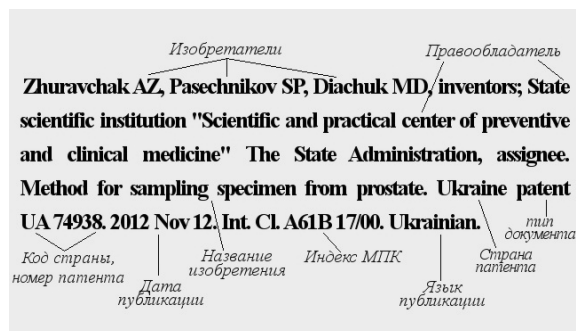 Изобретатели
Правообладатель
Zhuravchak AZ, Pasechnikov SP, Diachuk MD, inventors; State
scientific institution "Scientific and practical center of preventive
and clinical medicine" The State Administration, assignee.
Method for sampling specimen from prostate. Ukraine patent
UA 74938. 2012 Nov 12. Int. Cl. A61B 17/00. Ukrainian.
тип
документа
Код страны,
номер патента
Дата
публикации
Название
изобретения
Индекс МПК
Язык
публикации
Страна
патента